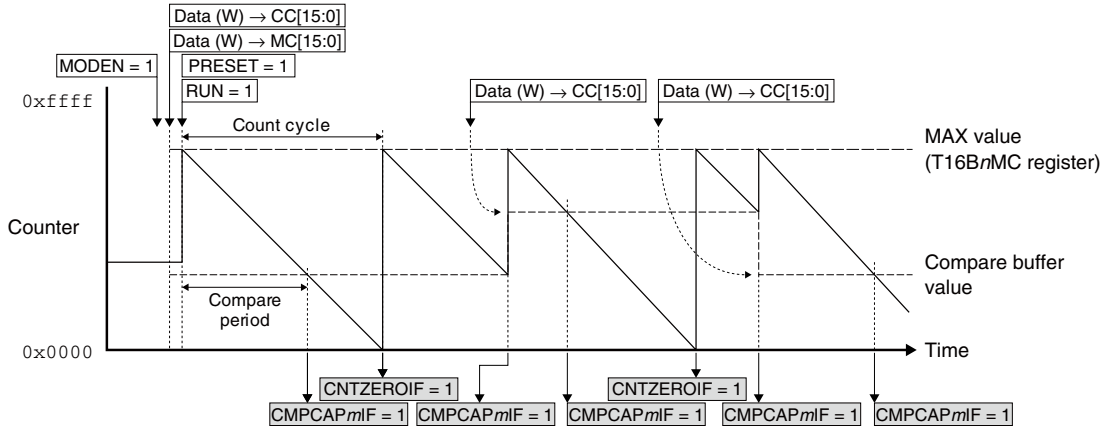 Data (W) → CC[15:0]
Data (W) → MC[15:0]
MODEN = 1
PRESET = 1
RUN = 1
Data (W) → CC[15:0]
Data (W) → CC[15:0]
0xffff
Count cycle
MAX value
(T16BnMC register)
Counter
Compare
period
Compare buffer
value
0x0000
Time
CNTZEROIF = 1
CNTZEROIF = 1
CMPCAPmIF = 1
CMPCAPmIF = 1
CMPCAPmIF = 1
CMPCAPmIF = 1
CMPCAPmIF = 1